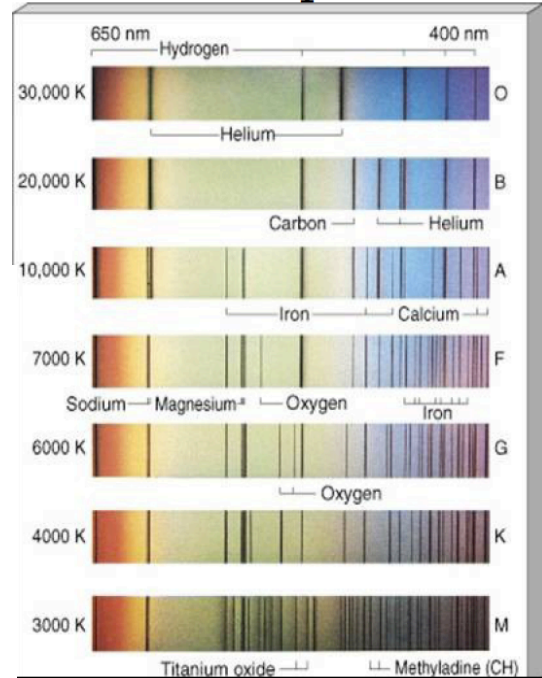 650 nm 400 nm
Hydrogen
30,000 K O
Helium
20,000 K B
Carbon Helium
10,000 K A
Iron Calcium
7000 K F
Sodium Magnesium Oxygen Iron
6000 K G
Oxygen
4000 K K
3000 K M
Titanium oxide Methyladine (CH)